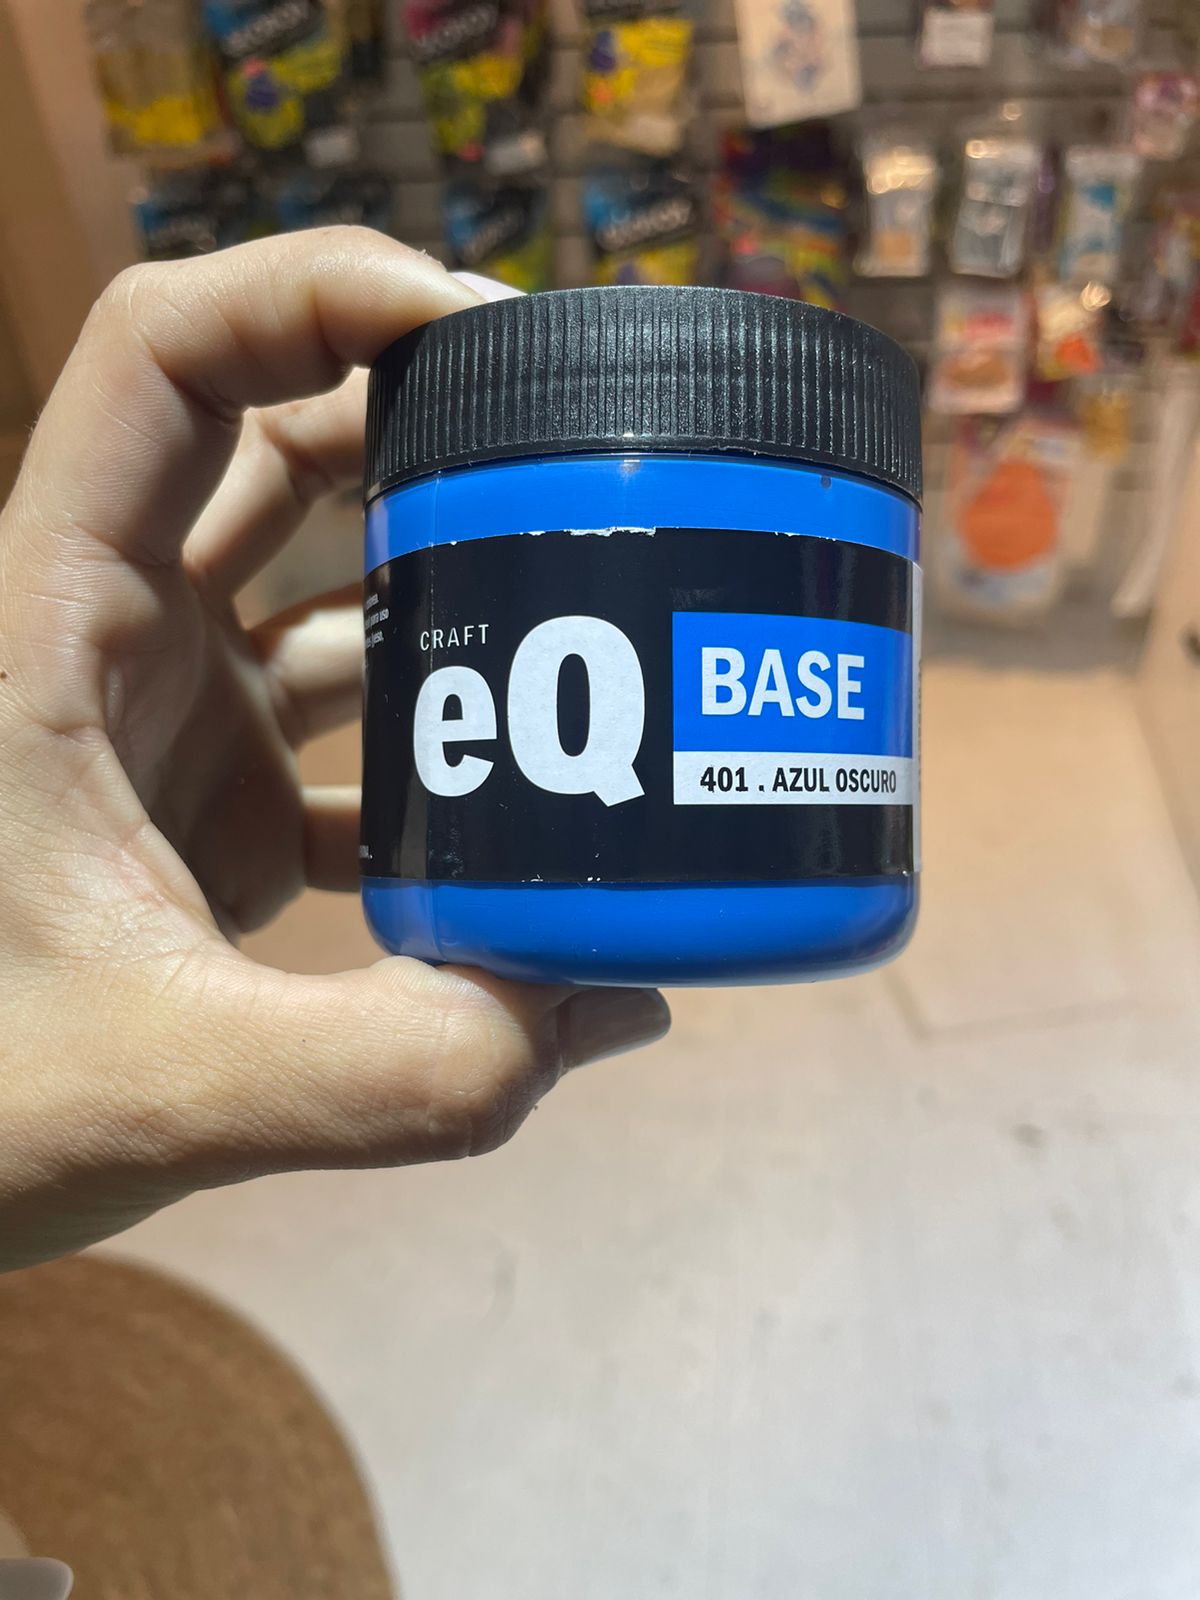 CRAFT
eQ
BASE
401 . AZUL OSCURO